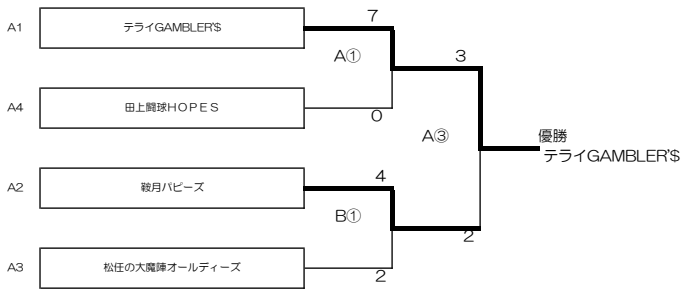 7
A1
テライGAMBLER'$
A①
3
A4
田上闘球HOPES
0
A③
優勝
テライGAMBLER'$
4
A2
鞍月パピーズ
B①
2
A3
松任の大魔陣オールディーズ
2